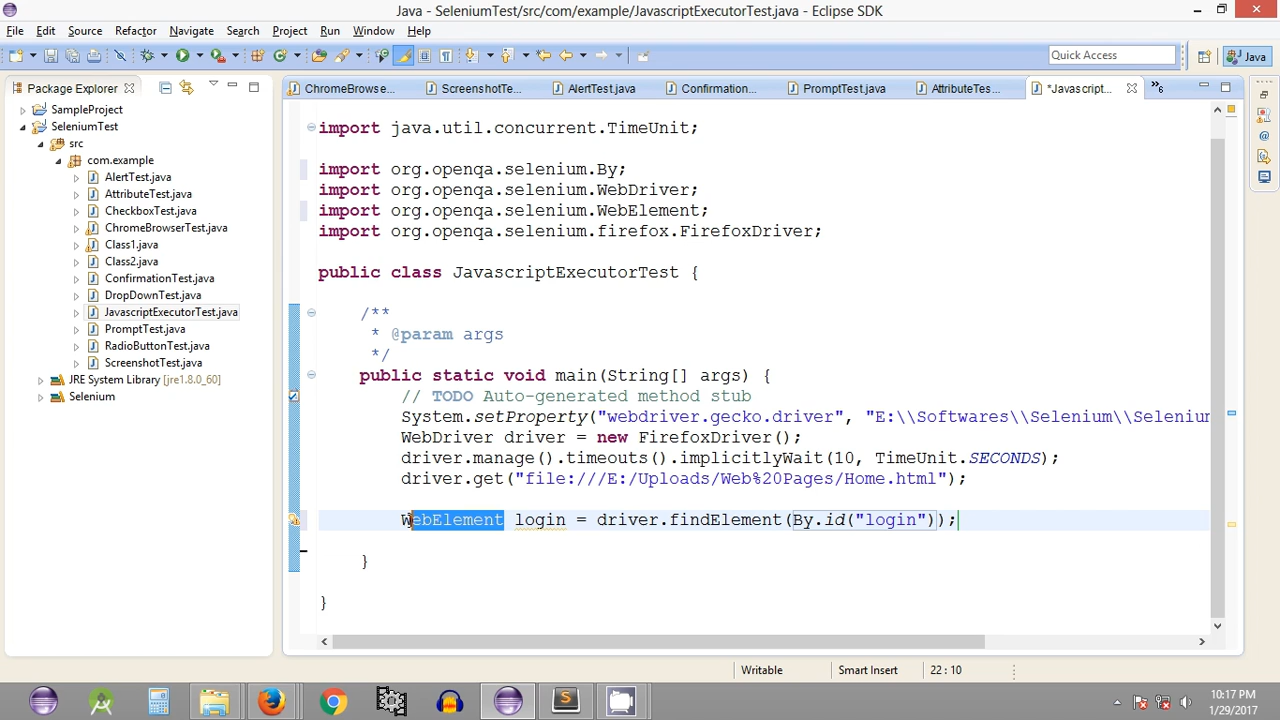 Java - SeleniumTest/src/com/example/JavascriptExecutorTest.java - Eclipse SDK
File Edit Source Refactor Navigate Search Project Run Window Help
Quick Access
Java
Package Explorer
ChromeBrowse...
ScreenshotTe...
AlertTest.java
Confirmation...
PromptTest.java
AttributeTes...
*Javascript...
»6
SampleProject
SeleniumTest
src
com.example
AlertTest.java
AttributeTest.java
CheckboxTest.java
ChromeBrowserTest.java
Class1.java
Class2.java
ConfirmationTest.java
DropDownTest.java
JavascriptExecutorTest.java
PromptTest.java
RadioButtonTest.java
ScreenshotTest.java
JRE System Library [jre1.8.0_60]
Selenium
import java.util.concurrent.TimeUnit;
import org.openqa.selenium.By;
import org.openqa.selenium.WebDriver;
import org.openqa.selenium.WebElement;
import org.openqa.selenium.firefox.FirefoxDriver;
public class JavascriptExecutorTest {
/**
* @param args
*/
public static void main(String[] args) {
// TODO Auto-generated method stub
System.setProperty("webdriver.gecko.driver", "E:\\Softwares\\Selenium\\Selenium
WebDriver driver = new FirefoxDriver();
driver.manage().timeouts().implicitlyWait(10, TimeUnit.SECONDS);
driver.get("file:///E:/Uploads/Web%20Pages/Home.html");
WebElement login = driver.findElement(By.id("login"));
}
}
Writable
Smart Insert
22 : 10
10:17 PM
1/29/2017